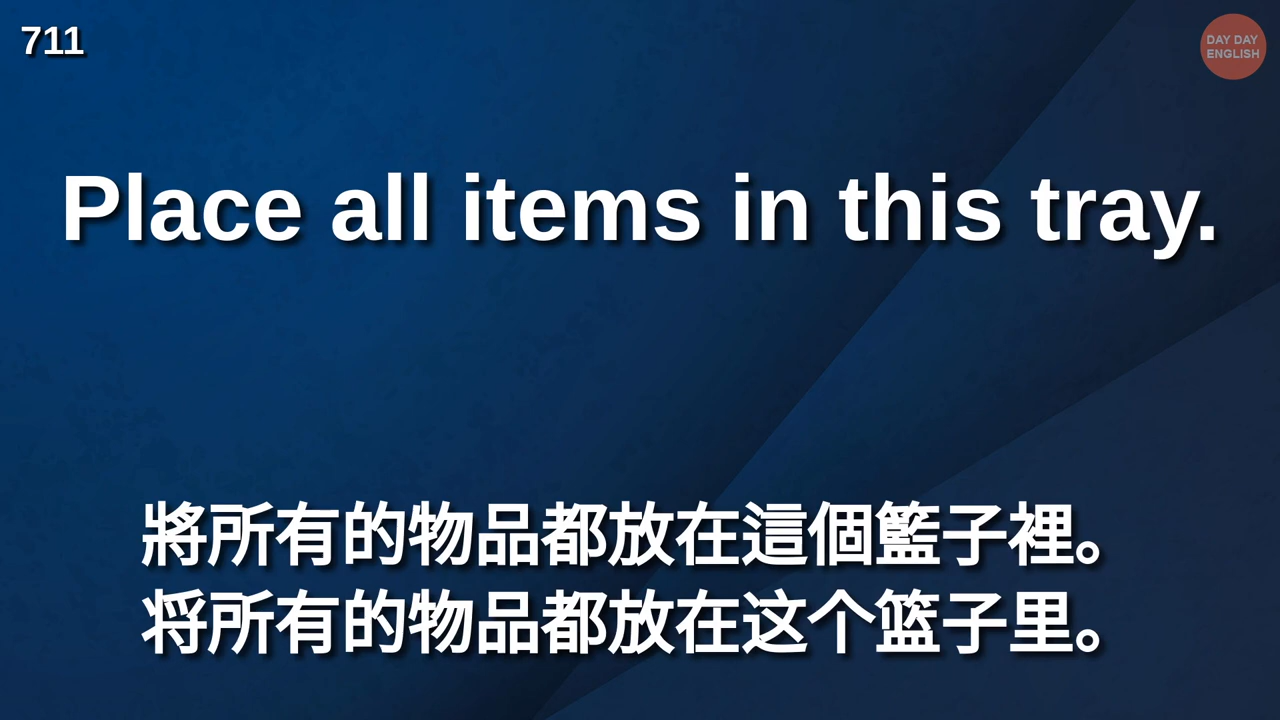 711
DAY DAY
ENGLISH
Place all items in this tray.
將所有的物品都放在這個籃子裡。
将所有的物品都放在这个篮子里。